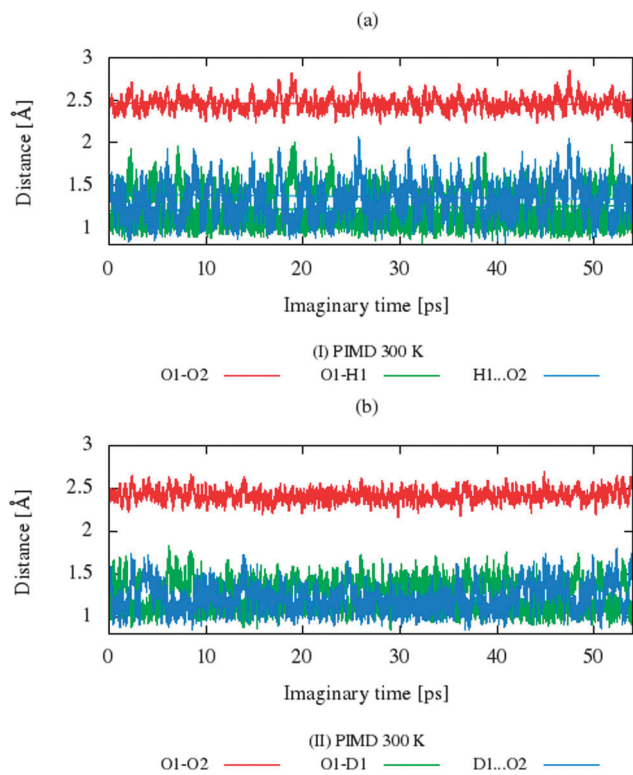 (a)
3
2.5
2
1.5
1
Distance [Å]
0 10 20 30 40 50
Imaginary time [ps]
(I) PIMD 300 K
O1-O2 O1-H1 H1...O2
(b)
3
2.5
2
1.5
1
Distance [Å]
0 10 20 30 40 50
Imaginary time [ps]
(II) PIMD 300 K
O1-O2 O1-D1 D1...O2